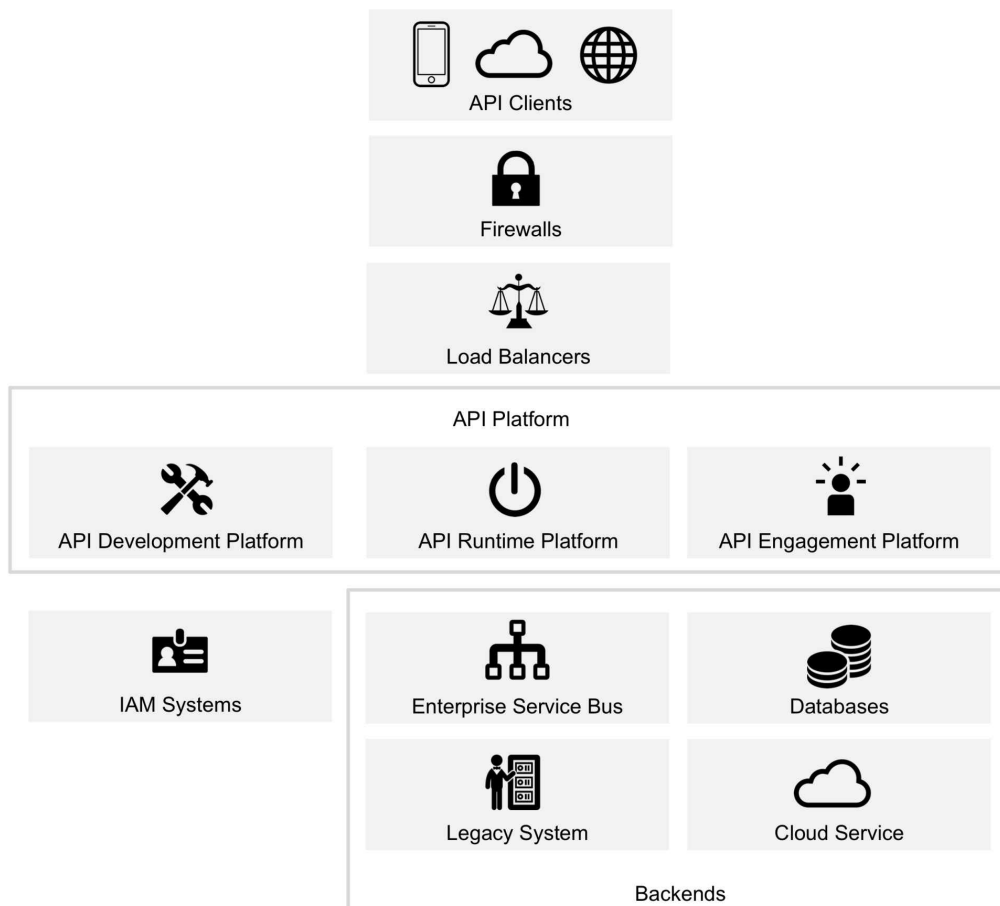 API Clients
Firewalls
Load Balancers
API Platform
API Development Platform
API Runtime Platform
API Engagement Platform
IAM Systems
Enterprise Service Bus
Databases
Legacy System
Cloud Service
Backends